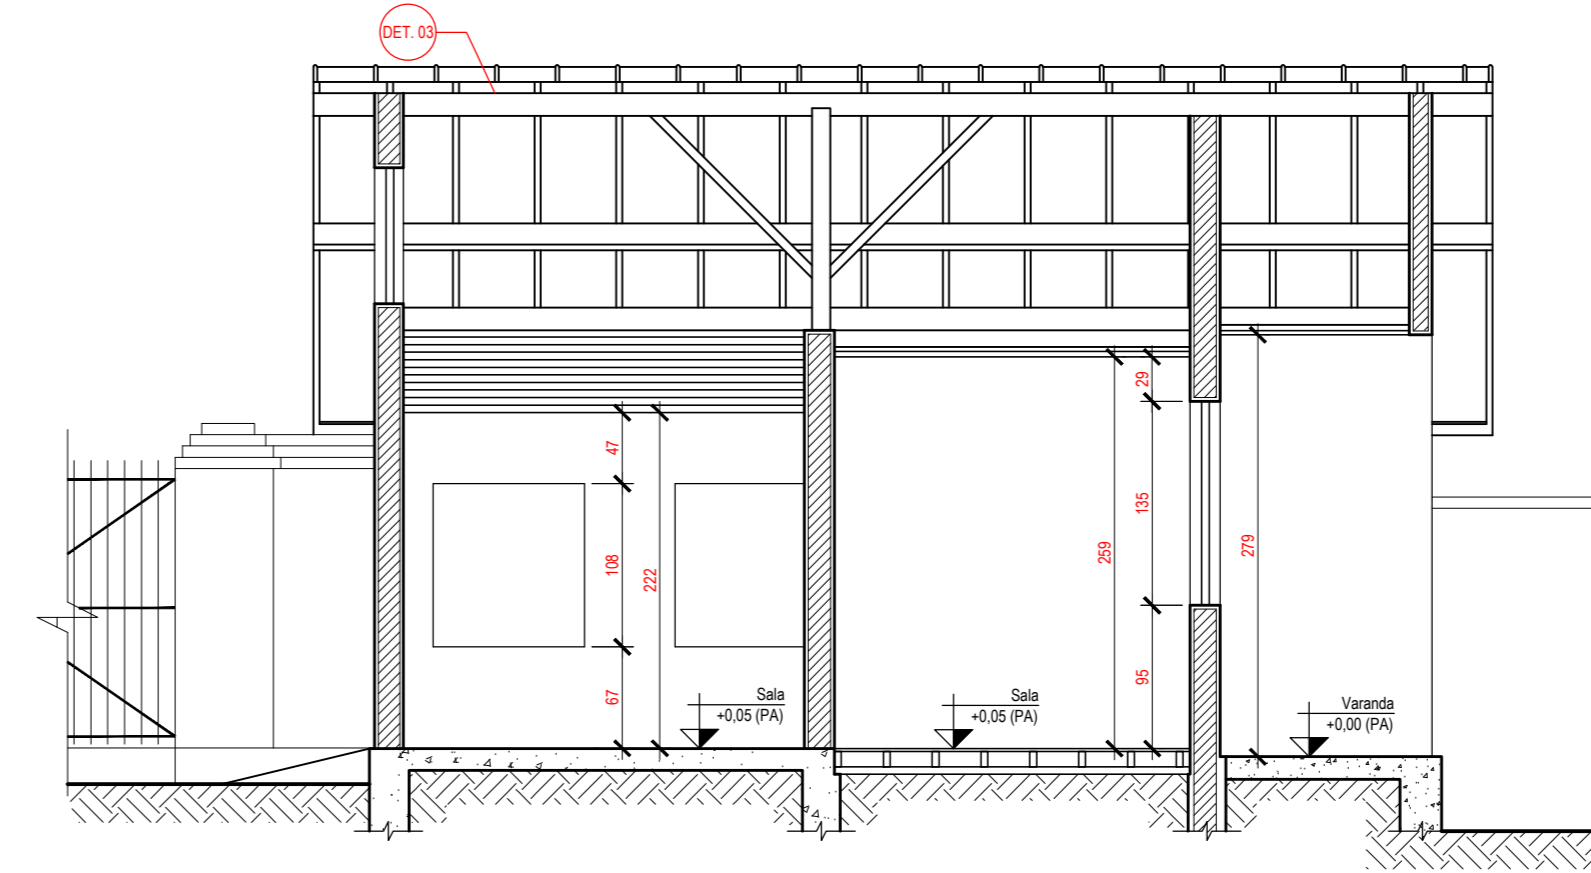 DET. 03
29
47
135
279
259
108
222
95
67
Sala
+0,05 (PA)
Sala
+0,05 (PA)
Varanda
+0,00 (PA)